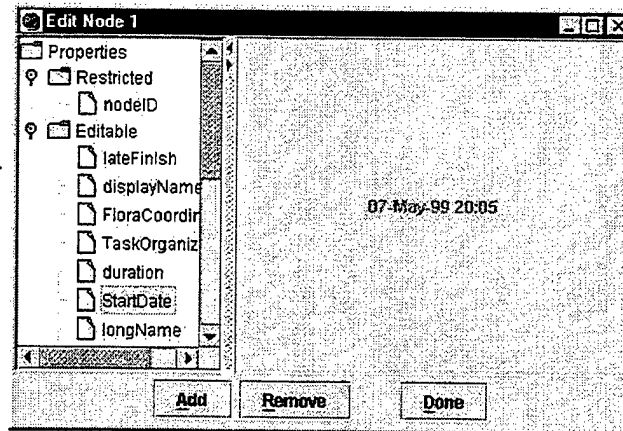 Edit Node 1
Properties
Restricted
nodeID
Editable
lateFinish
displayName
FloraCoordin
TaskOrganiz
duration
StartDate
longName
07-May-99 20:05
Add Remove Done